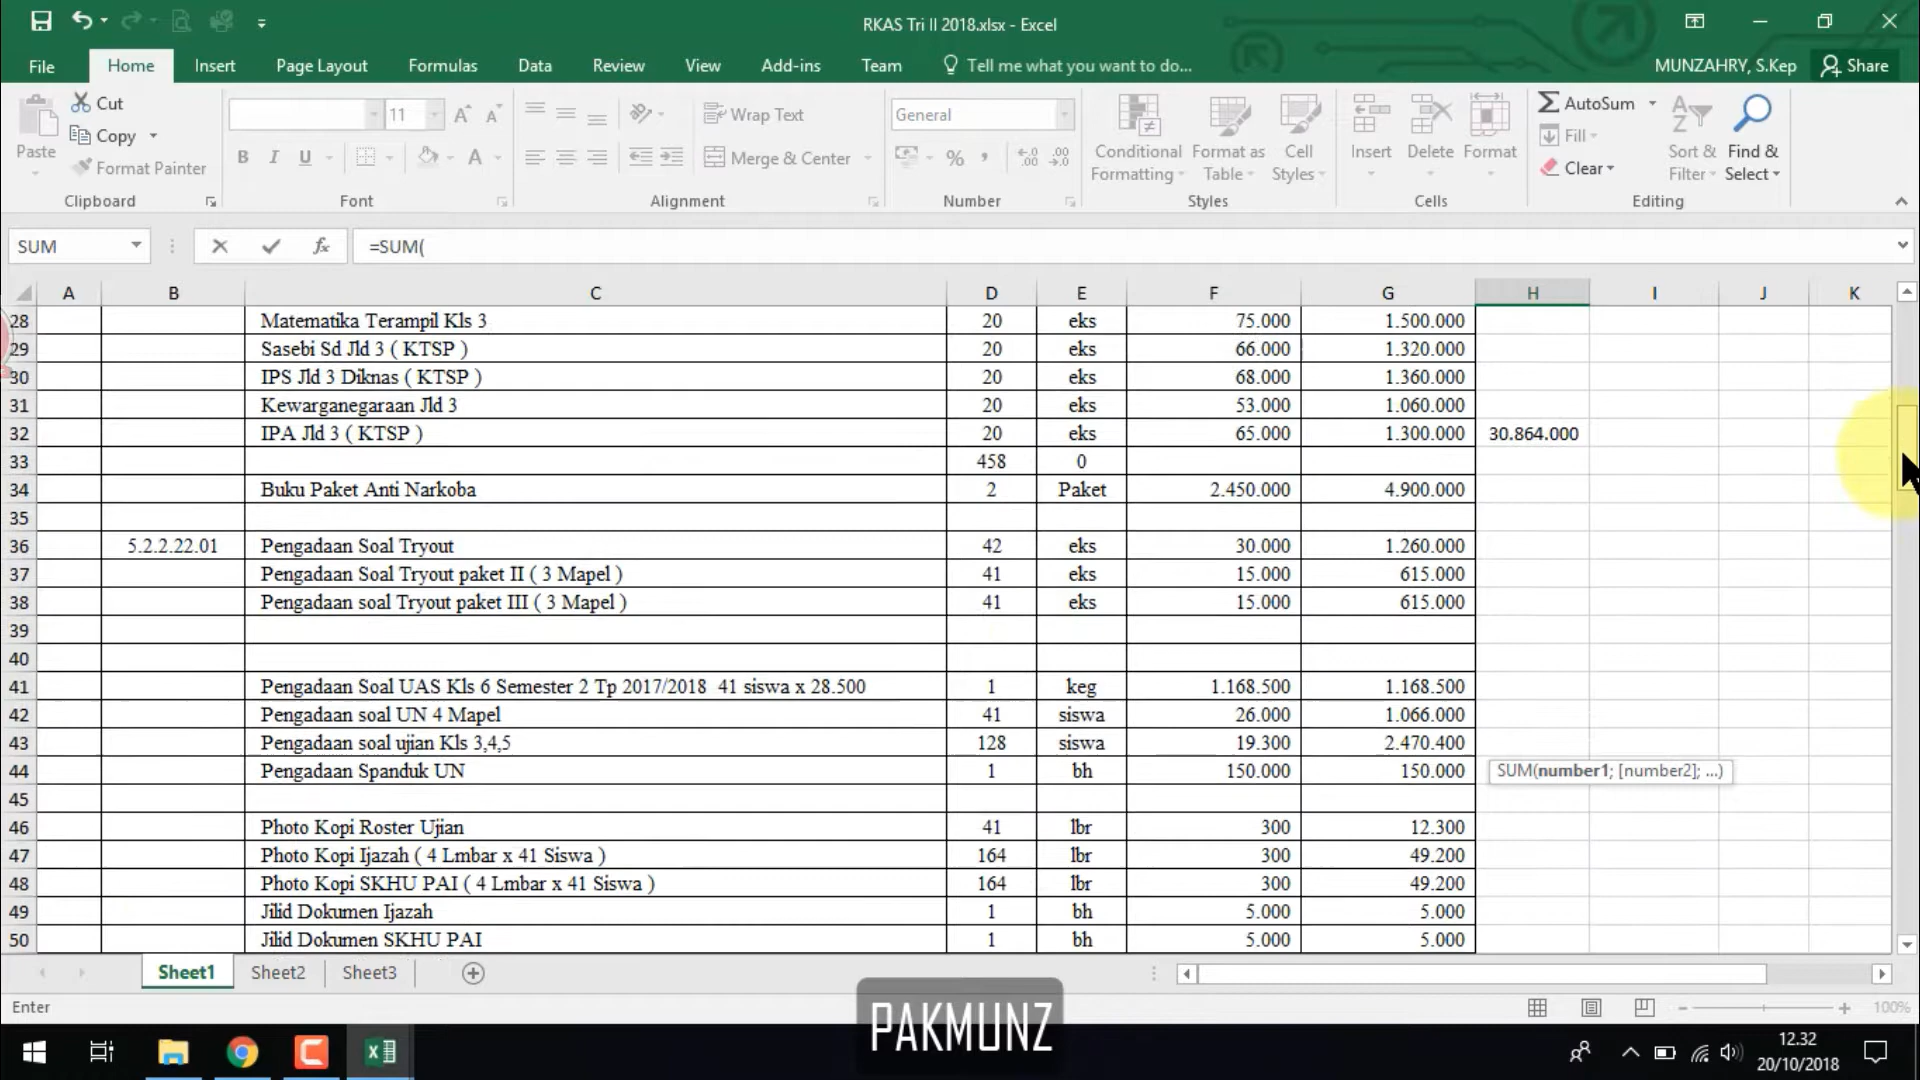 RKAS Tri II 2018.xlsx - Excel
File Home Insert Page Layout Formulas Data Review View Add-ins Team Tell me what you want to do... MUNZAHRY, S.Kep Share
Paste Cut Copy Format Painter
Clipboard
11
B I U A
Font
Wrap Text
Merge & Center
Alignment
General
%
Number
Conditional Formatting Format as Table Cell Styles
Styles
Insert Delete Format
Cells
AutoSum Fill Clear
Sort & Filter Find & Select
Editing
SUM fx =SUM(
A B C D E F G H I J K
28 Matematika Terampil Kls 3 20 eks 75.000 1.500.000
29 Sasebi Sd Jld 3 ( KTSP ) 20 eks 66.000 1.320.000
30 IPS Jld 3 Diknas ( KTSP ) 20 eks 68.000 1.360.000
31 Kewarganegaraan Jld 3 20 eks 53.000 1.060.000
32 IPA Jld 3 ( KTSP ) 20 eks 65.000 1.300.000 30.864.000
33 458 0
34 Buku Paket Anti Narkoba 2 Paket 2.450.000 4.900.000
35
36 5.2.2.22.01 Pengadaan Soal Tryout 42 eks 30.000 1.260.000
37 Pengadaan Soal Tryout paket II ( 3 Mapel ) 41 eks 15.000 615.000
38 Pengadaan soal Tryout paket III ( 3 Mapel ) 41 eks 15.000 615.000
39
40
41 Pengadaan Soal UAS Kls 6 Semester 2 Tp 2017/2018 41 siswa x 28.500 1 keg 1.168.500 1.168.500
42 Pengadaan soal UN 4 Mapel 41 siswa 26.000 1.066.000
43 Pengadaan soal ujian Kls 3,4,5 128 siswa 19.300 2.470.400
44 Pengadaan Spanduk UN 1 bh 150.000 150.000 SUM(number1; [number2]; ...)
45
46 Photo Kopi Roster Ujian 41 lbr 300 12.300
47 Photo Kopi Ijazah ( 4 Lmbar x 41 Siswa ) 164 lbr 300 49.200
48 Photo Kopi SKHU PAI ( 4 Lmbar x 41 Siswa ) 164 lbr 300 49.200
49 Jilid Dokumen Ijazah 1 bh 5.000 5.000
50 Jilid Dokumen SKHU PAI 1 bh 5.000 5.000
Sheet1 Sheet2 Sheet3
Enter 100%
PAKMUNZ
12.32
20/10/2018